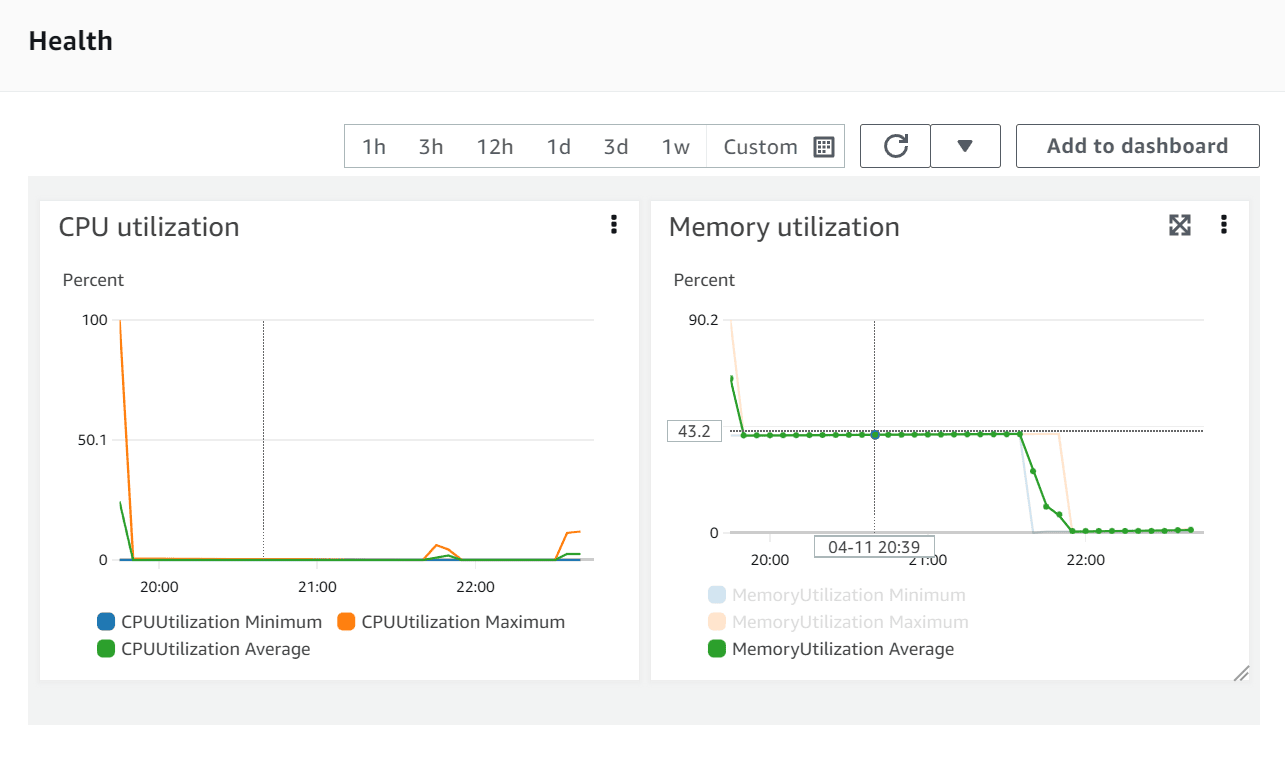 Health
1h 3h 12h 1d 3d 1w Custom Add to dashboard
CPU utilization
Percent
100
50.1
0
20:00 21:00 22:00
CPUUtilization Minimum CPUUtilization Maximum
CPUUtilization Average
Memory utilization
Percent
90.2
43.2
0
04-11 20:39
20:00 21:00 22:00
MemoryUtilization Minimum
MemoryUtilization Maximum
MemoryUtilization Average